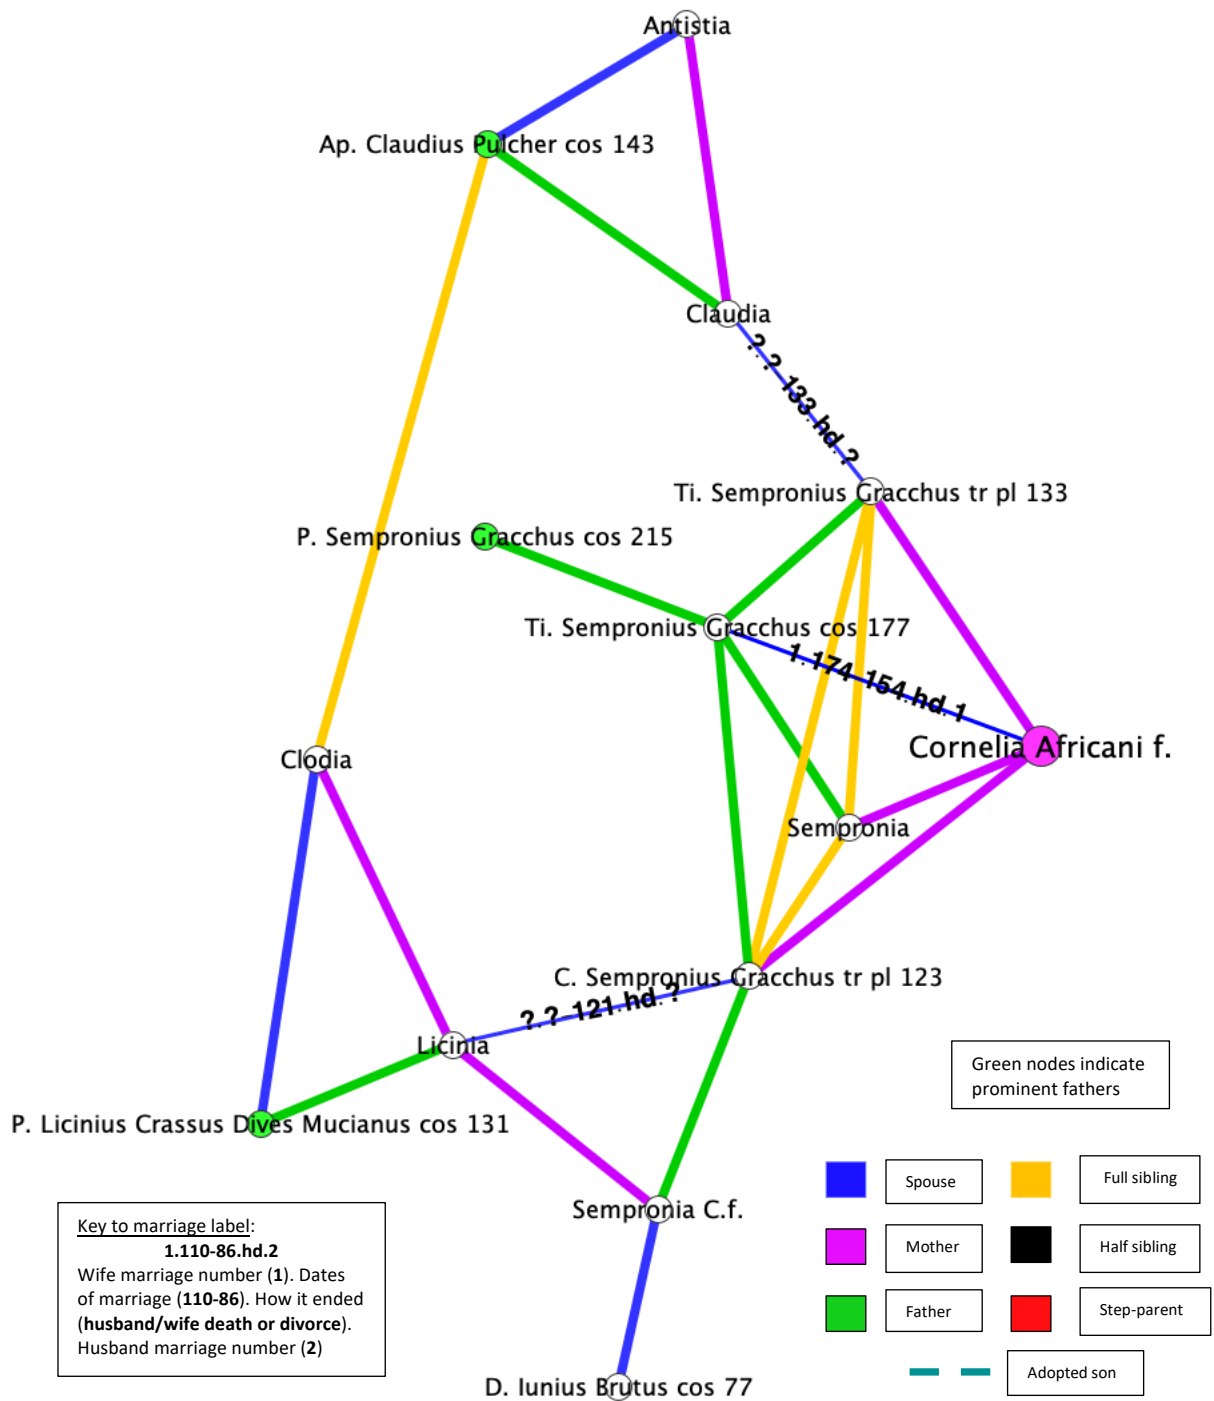 Antistia
Ap. Claudius Pulcher cos 143
Claudia
?.?-133.hd.?
Ti. Sempronius Gracchus tr pl 133
P. Sempronius Gracchus cos 215
Ti. Sempronius Gracchus cos 177
1.174-154.hd.1
Cornelia Africani f.
Clodia
Sempronia
C. Sempronius Gracchus tr pl 123
?.?-121.hd.?
Licinia
P. Licinius Crassus Dives Mucianus cos 131
Sempronia C.f.
D. Iunius Brutus cos 77
Green nodes indicate
prominent fathers
Spouse
Full sibling
Mother
Half sibling
Father
Step-parent
Adopted son
Key to marriage label:
1.110-86.hd.2
Wife marriage number (1). Dates
of marriage (110-86). How it ended
(husband/wife death or divorce).
Husband marriage number (2)